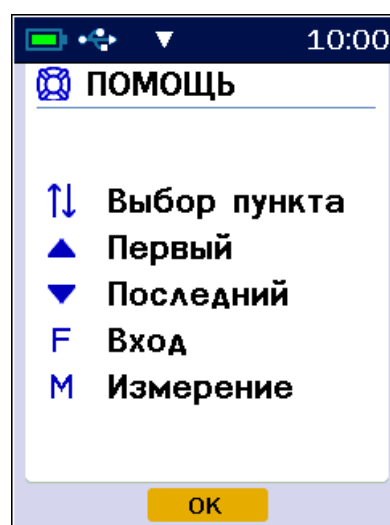 10:00
ПОМОЩЬ
Выбор пункта
Первый
Последний
F Вход
M Измерение
OK